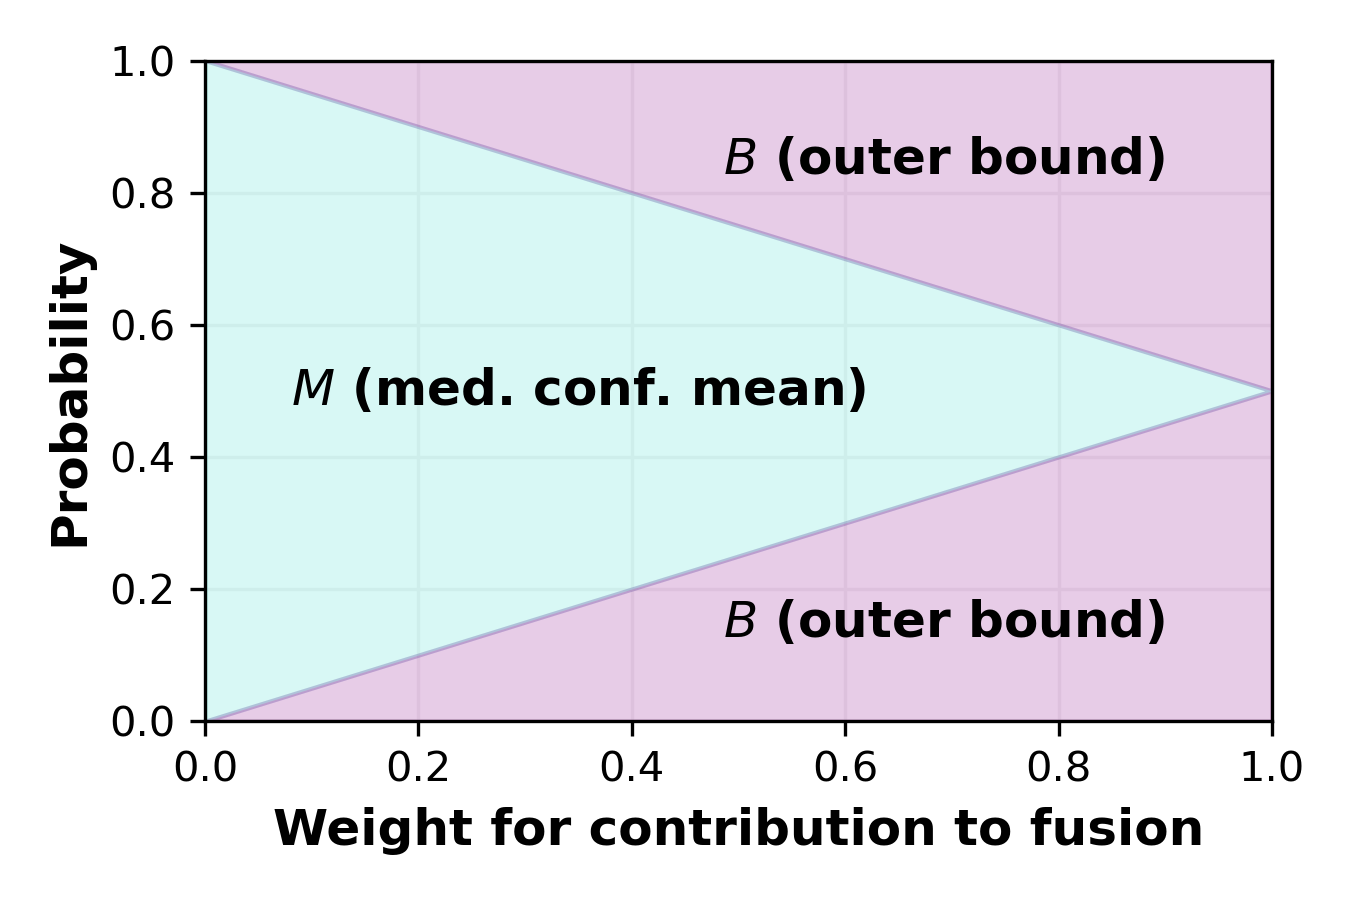 1.0
0.8
0.6
0.4
0.2
0.0
Probability
B (outer bound)
M (med. conf. mean)
B (outer bound)
0.0 0.2 0.4 0.6 0.8 1.0
Weight for contribution to fusion